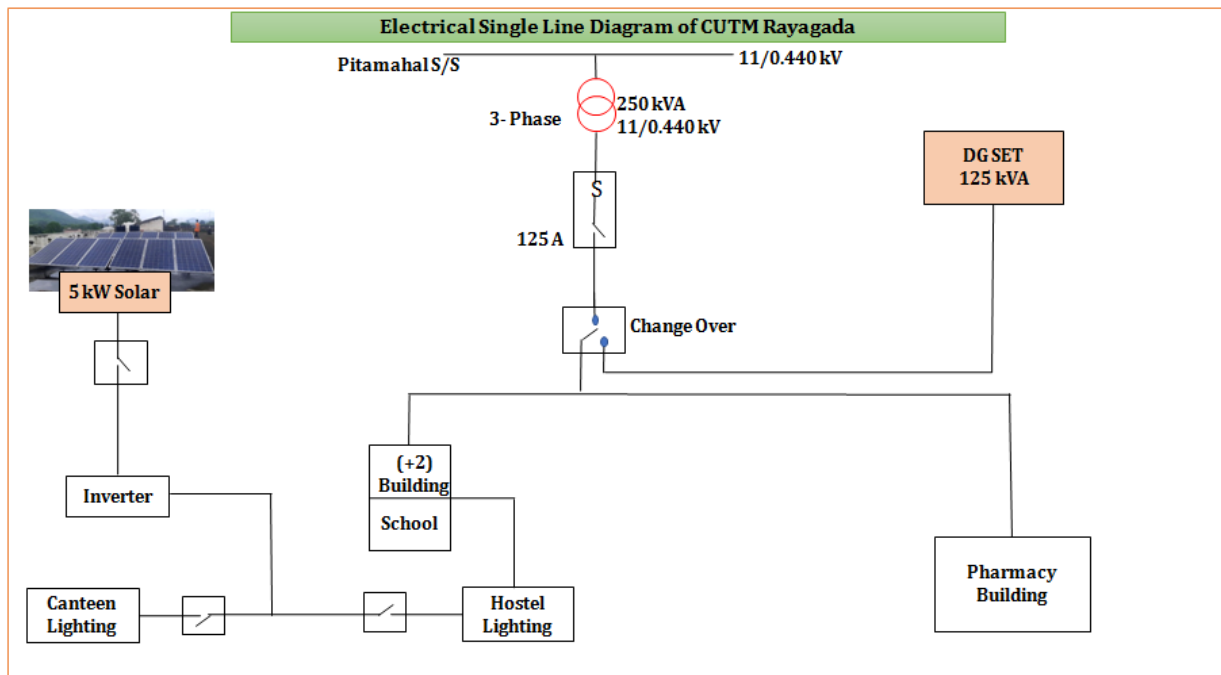 Electrical Single Line Diagram of CUTM Rayagada
Pitamahal S/S
11/0.440 kV
3- Phase
250 kVA
11/0.440 kV
DG SET
125 kVA
S
125 A
5 kW Solar
Change Over
(+2)
Building
School
Inverter
Canteen
Lighting
Hostel
Lighting
Pharmacy
Building